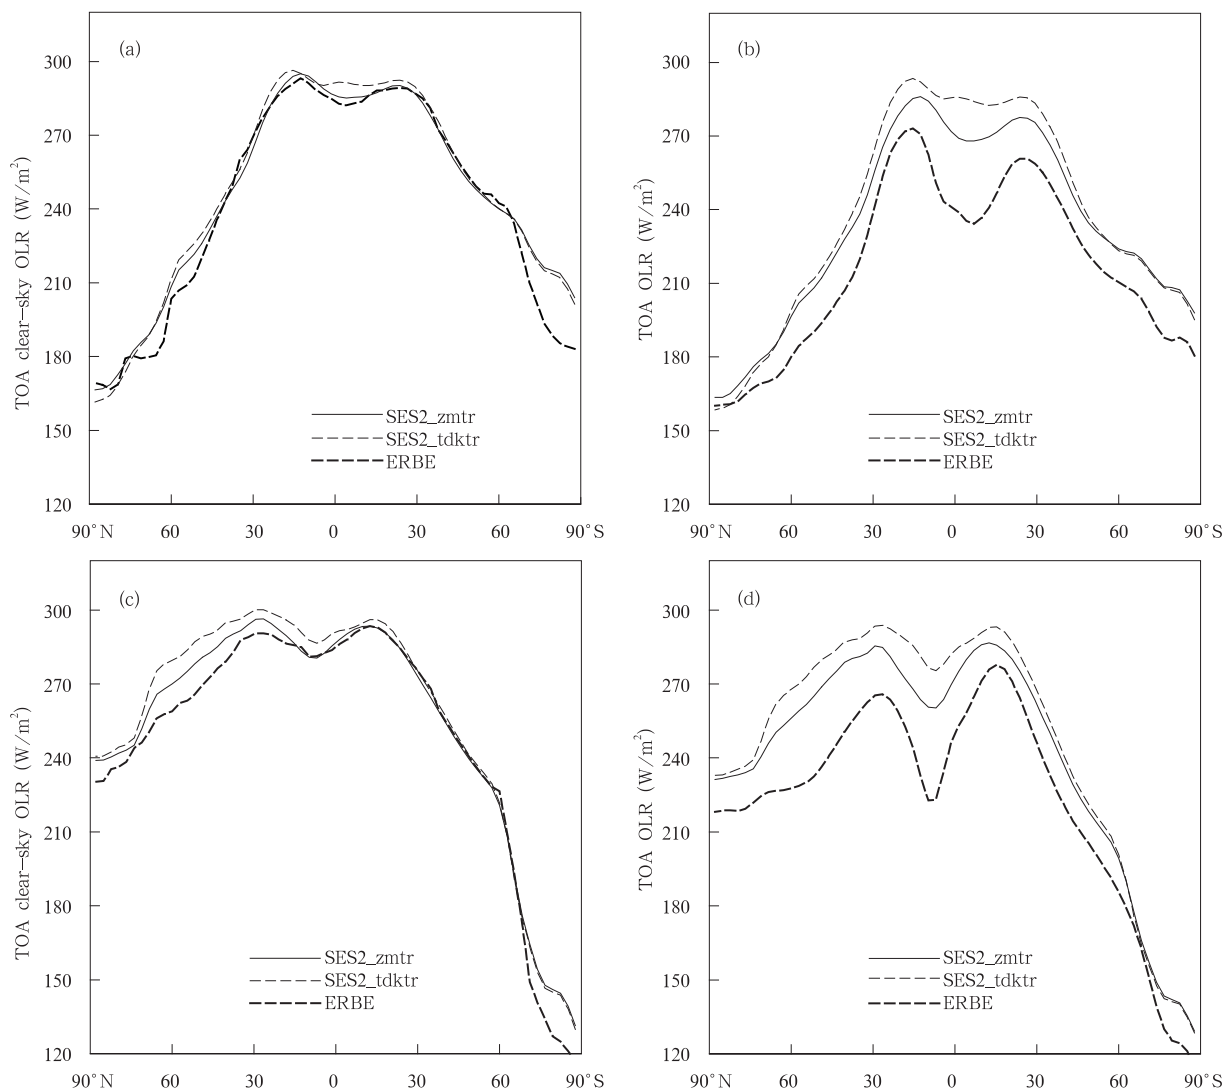 (a)
TOA clear-sky OLR (W/m²)
300
270
240
210
180
150
120
90°N 60 30 0 30 60 90°S
SES2_zmtr
SES2_tdktr
ERBE
(b)
TOA OLR (W/m²)
300
270
240
210
180
150
120
90°N 60 30 0 30 60 90°S
SES2_zmtr
SES2_tdktr
ERBE
(c)
TOA clear-sky OLR (W/m²)
300
270
240
210
180
150
120
90°N 60 30 0 30 60 90°S
SES2_zmtr
SES2_tdktr
ERBE
(d)
TOA OLR (W/m²)
300
270
240
210
180
150
120
90°N 60 30 0 30 60 90°S
SES2_zmtr
SES2_tdktr
ERBE